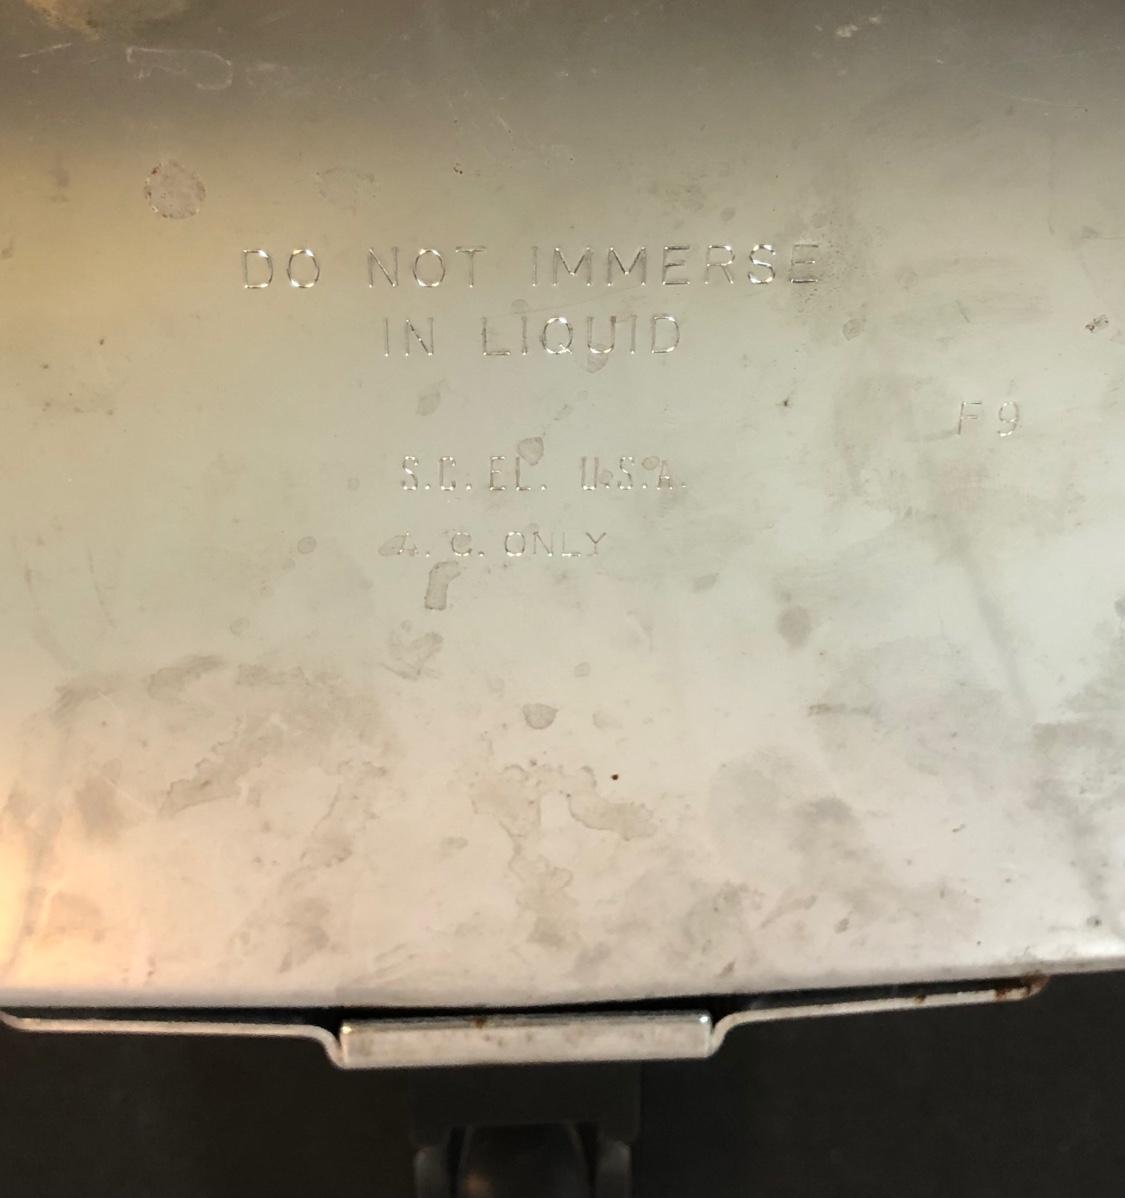 DO NOT IMMERSE
IN LIQUID
F9
S.C. EL. U.S.A.
A. C. ONLY